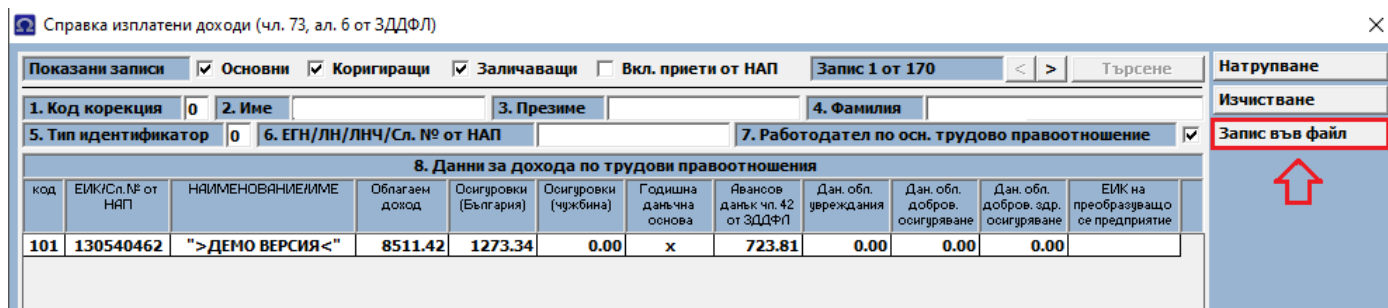 Справка изплатени доходи (чл. 73, ал. 6 от ЗДДФЛ)
Показани записи Основни Коригиращи Заличаващи Вкл. приети от НАП Запис 1 от 170 < > Търсене Натрупване
1. Код корекция 0 2. Име 3. Презиме 4. Фамилия Изчистване
5. Тип идентификатор 0 6. ЕГН/ЛН/ЛНЧ/Сл. № от НАП 7. Работодател по осн. трудово правоотношение Запис във файл
8. Данни за дохода по трудови правоотношения
код ЕИК/Сл.№ от НАП НАИМЕНОВАНИЕ/ИМЕ Облагаем доход Осигуровки (България) Осигуровки (чужбина) Годишна данъчна основа Авансов данък чл. 42 от ЗДДФЛ Дан. обл. увреждания Дан. обл. добров. осигуряване Дан. обл. добров. здр. осигуряване ЕИК на преобразуващо се предприятие
101 130540462 ">ДЕМО ВЕРСИЯ<" 8511.42 1273.34 0.00 x 723.81 0.00 0.00 0.00